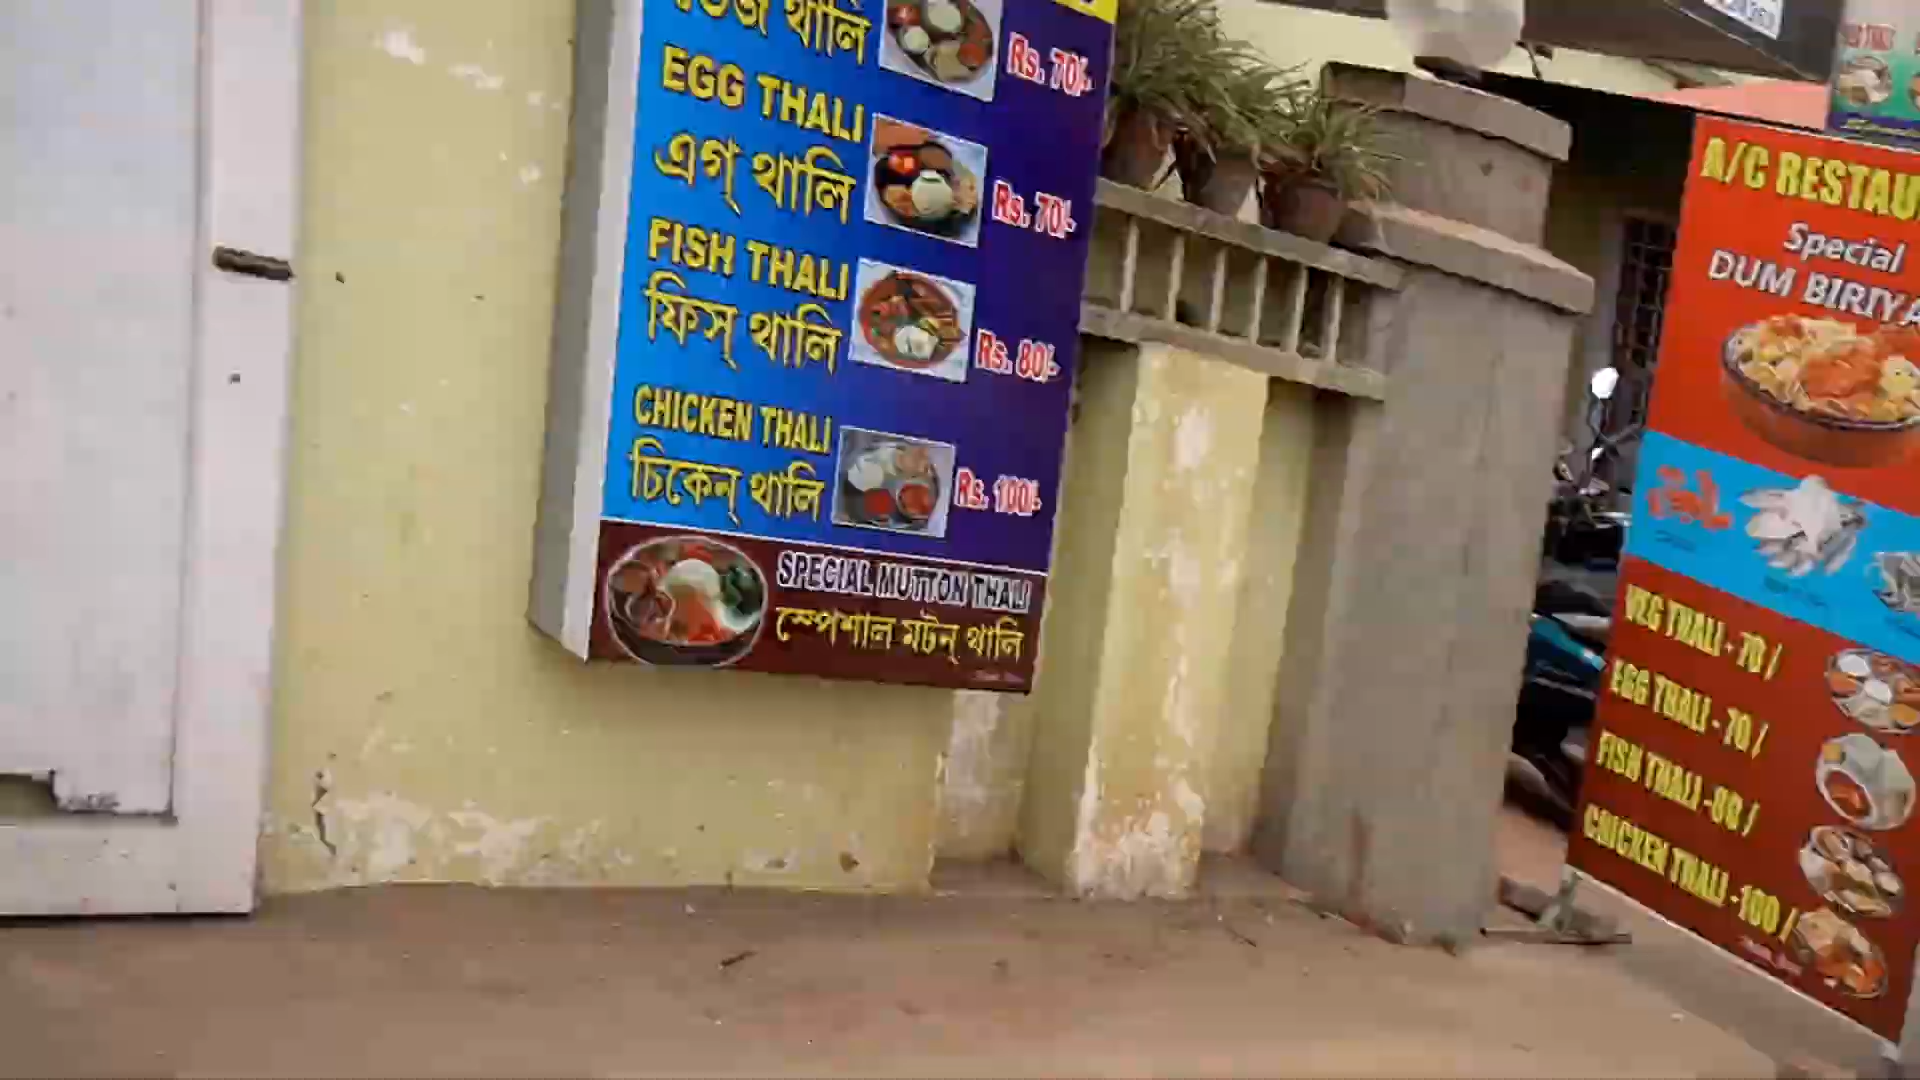 থালি
Rs. 70/-
EGG THALI
এগ্ থালি
Rs. 70/-
FISH THALI
ফিস্ থালি
Rs. 80/-
CHICKEN THALI
চিকেন্ থালি
Rs. 100/-
SPECIAL MUTTON THALI
স্পেশাল মটন্ থালি
A/C RESTAU
Special
DUM BIRIYA
VEG THALI - 70 /
EGG THALI - 70 /
FISH THALI - 80 /
CHICKEN THALI - 100 /